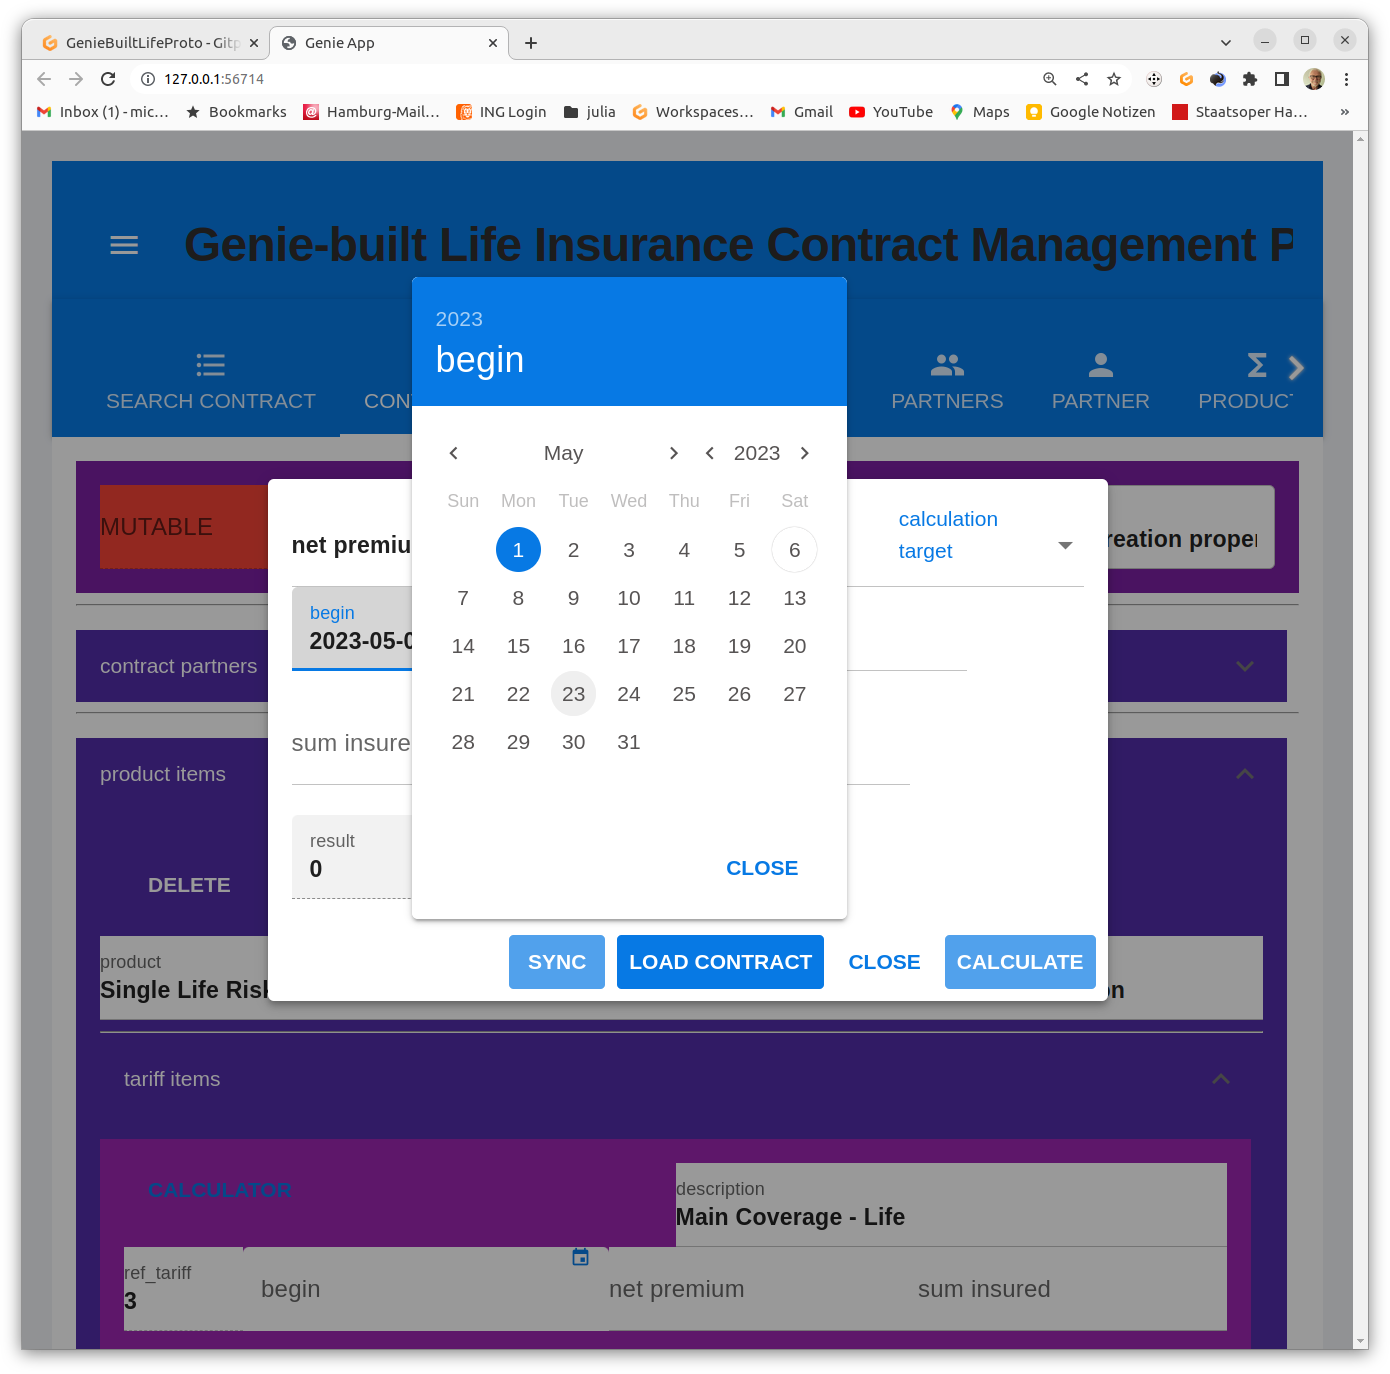 GenieBuiltLifeProto - Gitp
Genie App
127.0.0.1:56714
Inbox (1) - mic…
Bookmarks
Hamburg-Mail…
ING Login
julia
Workspaces…
Gmail
YouTube
Maps
Google Notizen
Staatsoper Ha…
»
Genie-built Life Insurance Contract Management P
SEARCH CONTRACT
CON
PARTNERS
PARTNER
PRODUCT
2023
begin
May
2023
Sun Mon Tue Wed Thu Fri Sat
1 2 3 4 5 6
7 8 9 10 11 12 13
14 15 16 17 18 19 20
21 22 23 24 25 26 27
28 29 30 31
CLOSE
MUTABLE
net premiu
calculation
target
reation proper
begin
2023-05-0
contract partners
sum insure
product items
result
0
DELETE
SYNC
LOAD CONTRACT
CLOSE
CALCULATE
product
Single Life Risk
on
tariff items
CALCULATOR
description
Main Coverage - Life
ref_tariff
3
begin
net premium
sum insured